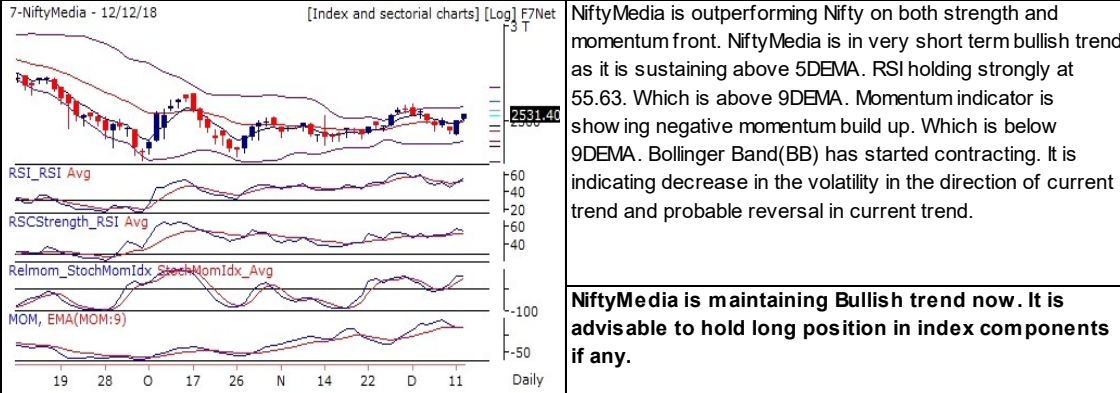 7-NiftyMedia - 12/12/18
[Index and sectorial charts] [Log] F7Net
3 T
2531.40
RSI_RSI Avg
60
40
20
RSCStrength_RSI Avg
60
40
Relmom_StochMomIdx StochMomIdx_Avg
-100
MOM, EMA(MOM:9)
-50
19 28 O 17 26 N 14 22 D 11 Daily
NiftyMedia is outperforming Nifty on both strength and
momentum front. NiftyMedia is in very short term bullish trend
as it is sustaining above 5DEMA. RSI holding strongly at
55.63. Which is above 9DEMA. Momentum indicator is
showing negative momentum build up. Which is below
9DEMA. Bollinger Band(BB) has started contracting. It is
indicating decrease in the volatility in the direction of current
trend and probable reversal in current trend.
NiftyMedia is maintaining Bullish trend now. It is
advisable to hold long position in index components
if any.